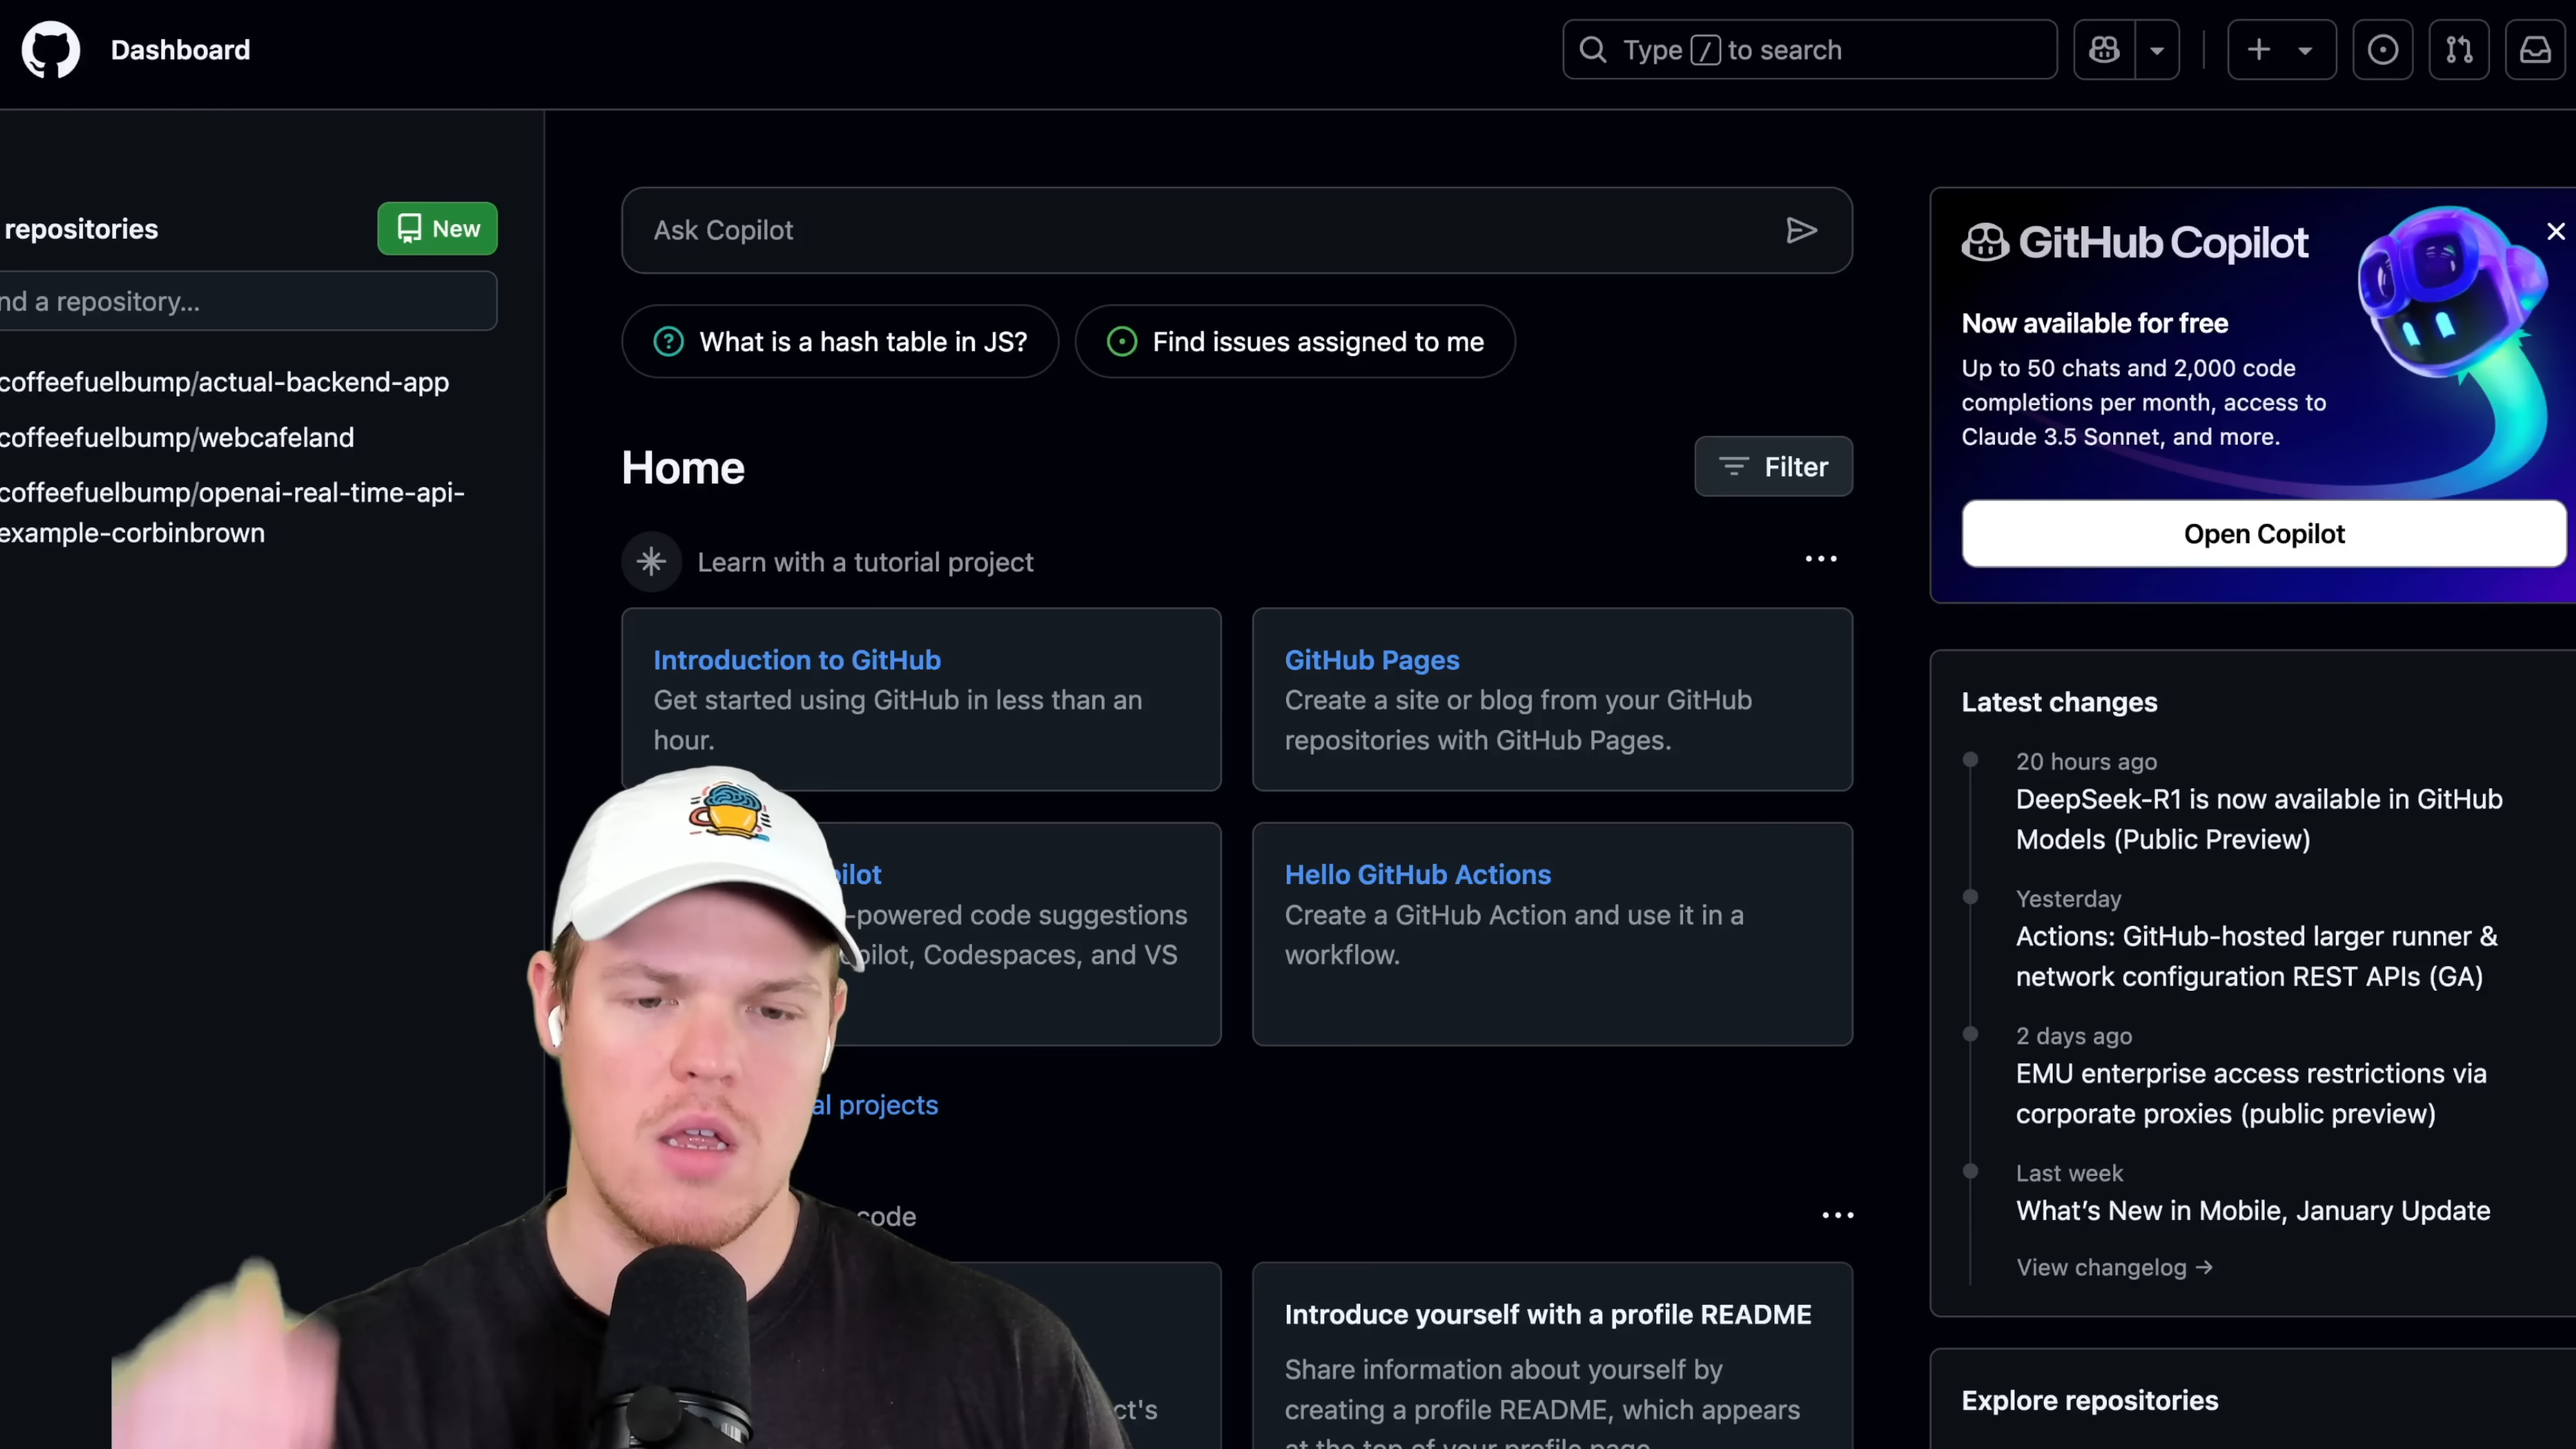 Dashboard
Type / to search
repositories
New
a repository...
coffeefuelbump/actual-backend-app
coffeefuelbump/webcafeland
coffeefuelbump/openai-real-time-api-
example-corbinbrown
Ask Copilot
What is a hash table in JS?
Find issues assigned to me
Home
Filter
Learn with a tutorial project
Introduction to GitHub
Get started using GitHub in less than an
hour.
GitHub Pages
Create a site or blog from your GitHub
repositories with GitHub Pages.
-powered code suggestions
Codespaces, and VS
Hello GitHub Actions
Create a GitHub Action and use it in a
workflow.
projects
code
Introduce yourself with a profile README
Share information about yourself by
creating a profile README, which appears
at the top of your profile page.
GitHub Copilot
Now available for free
Up to 50 chats and 2,000 code
completions per month, access to
Claude 3.5 Sonnet, and more.
Open Copilot
Latest changes
20 hours ago
DeepSeek-R1 is now available in GitHub
Models (Public Preview)
Yesterday
Actions: GitHub-hosted larger runner &
network configuration REST APIs (GA)
2 days ago
EMU enterprise access restrictions via
corporate proxies (public preview)
Last week
What's New in Mobile, January Update
View changelog →
Explore repositories